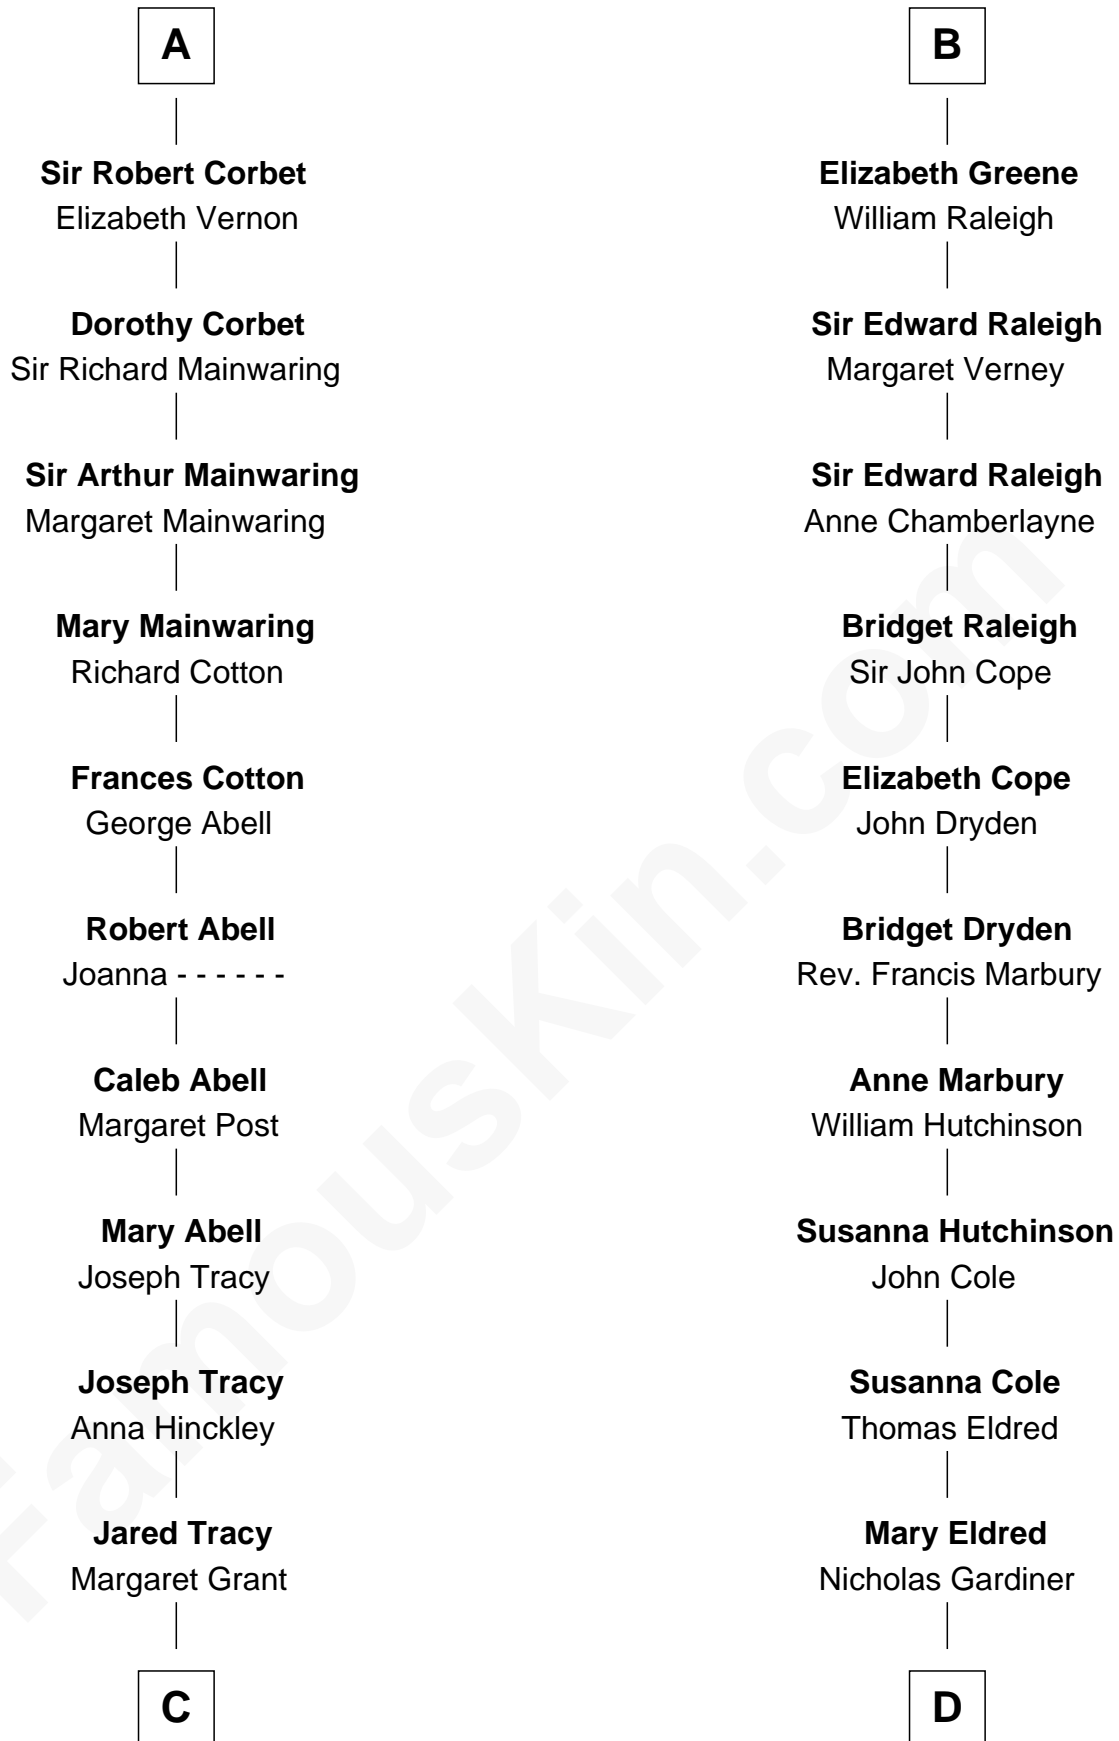 A
Sir Robert Corbet
Elizabeth Vernon
Dorothy Corbet
Sir Richard Mainwaring
Sir Arthur Mainwaring
Margaret Mainwaring
Mary Mainwaring
Richard Cotton
Frances Cotton
George Abell
Robert Abell
Joanna - - - - - -
Caleb Abell
Margaret Post
Mary Abell
Joseph Tracy
Joseph Tracy
Anna Hinckley
Jared Tracy
Margaret Grant
C
B
Elizabeth Greene
William Raleigh
Sir Edward Raleigh
Margaret Verney
Sir Edward Raleigh
Anne Chamberlayne
Bridget Raleigh
Sir John Cope
Elizabeth Cope
John Dryden
Bridget Dryden
Rev. Francis Marbury
Anne Marbury
William Hutchinson
Susanna Hutchinson
John Cole
Susanna Cole
Thomas Eldred
Mary Eldred
Nicholas Gardiner
D
FamousKin.com